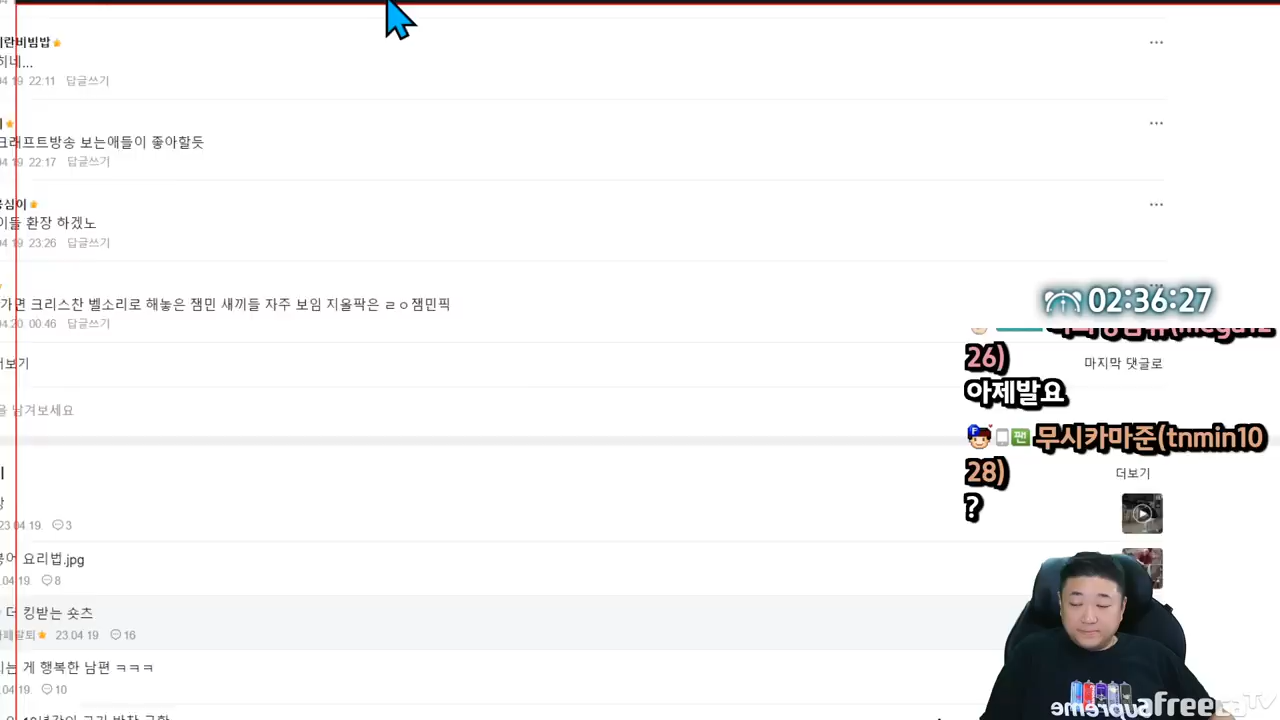 이란비빔밥
히네...
04 19 22:11 답글쓰기
크래프트방송 보는애들이 좋아할듯
04 19 22:17 답글쓰기
이들 환장 하겠노
04 19 23:26 답글쓰기
가면 크리스찬 벨소리로 해놓은 잼민 새끼들 자주 보임 지올팍은 ㄹㅇ잼민픽
04.20 00:46 답글쓰기
02:36:27
26)
마지막 댓글로
아제발요
을 남겨보세요
무시카마준(tnmin10
28)
?
더보기
23.04 19 3
요리법.jpg
.04 19 8
더 킹받는 숏츠
23.04 19 16
는 게 행복한 남편 ㅋㅋㅋ
.04 19. 10
supreme
afreecaTV